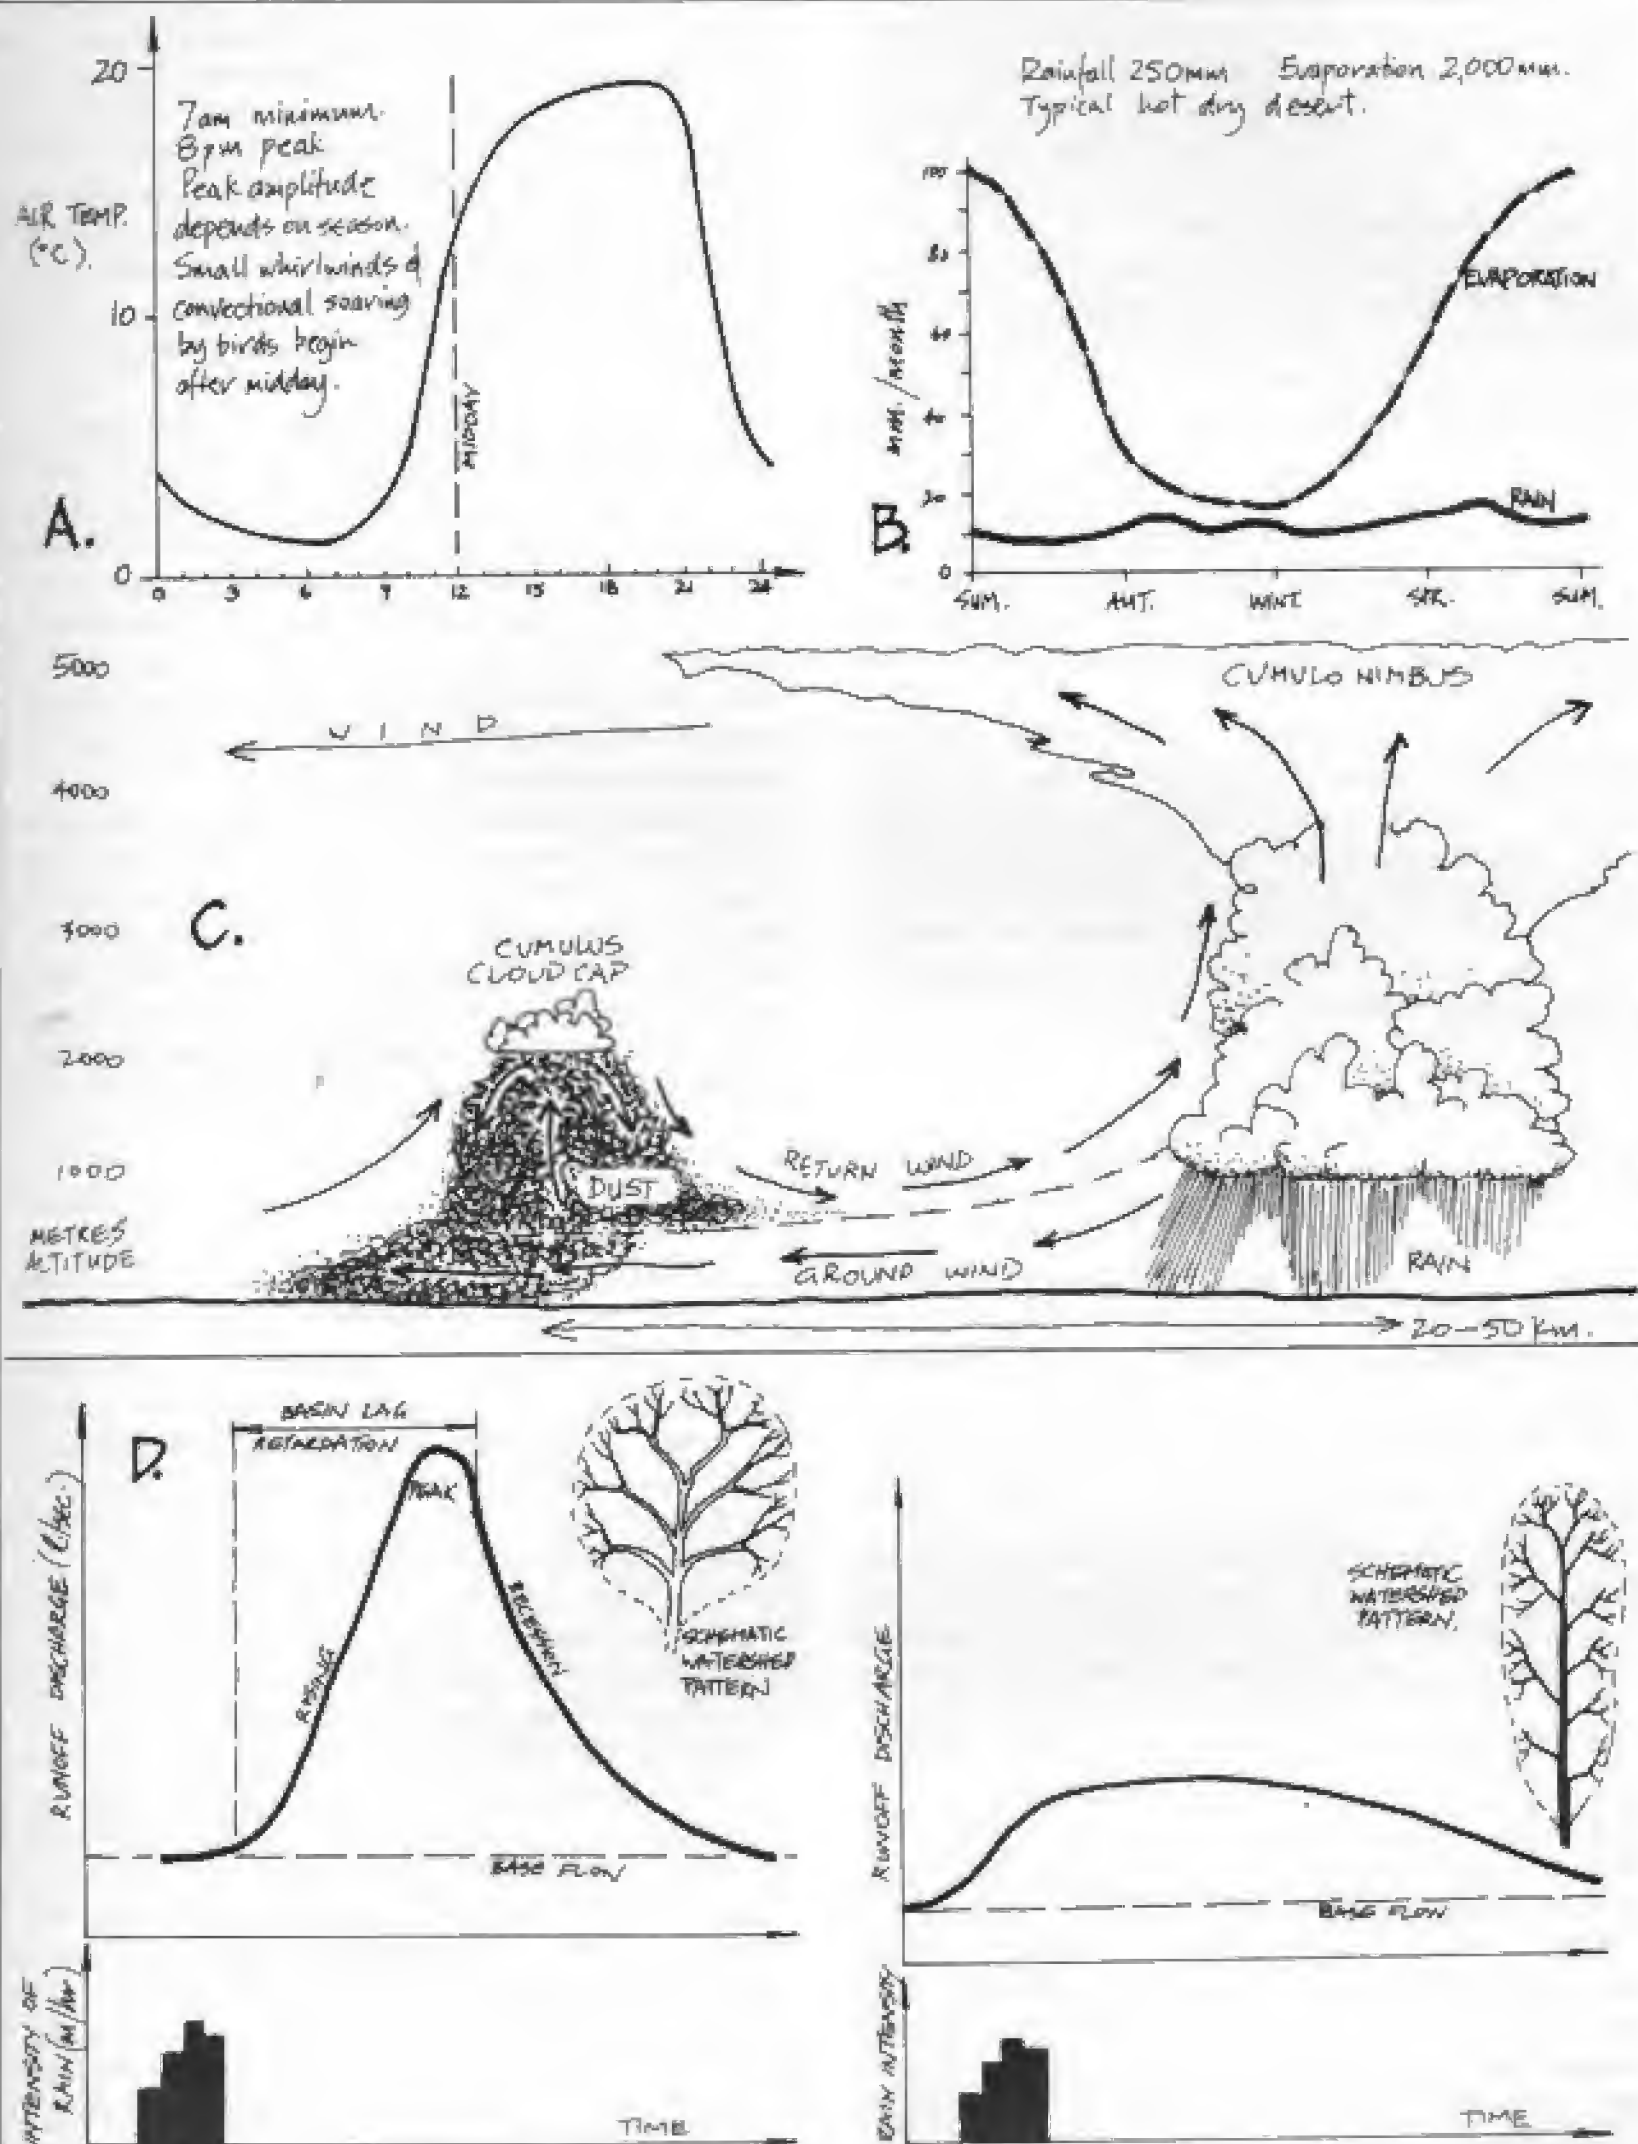 20
10
0
AIR TEMP.
(°C).
7am minimum.
8pm peak
Peak amplitude
depends on season.
Small whirlwinds &
convectional soaring
by birds begin
after midday.
MIDDAY
A.
0 3 6 9 12 15 18 21 24
Rainfall 250mm Evaporation 2,000mm.
Typical hot dry desert.
100
80
60
40
20
0
mm./month
EVAPORATION
RAIN
B.
SUM. AUT. WINT. SPR. SUM.
5000
4000
3000
2000
1000
METRES
ALTITUDE
WIND
CUMULO NIMBUS
C.
CUMULUS
CLOUD CAP
DUST
RETURN WIND
GROUND WIND
RAIN
20-50 Km.
D.
BASIN LAG
RETARDATION
PEAK
RISING
RECESSION
RUNOFF DISCHARGE (l/sec.)
SCHEMATIC
WATERSHED
PATTERN
BASE FLOW
INTENSITY OF
RAIN (m/hr)
TIME
RUNOFF DISCHARGE
SCHEMATIC
WATERSHED
PATTERN.
BASE FLOW
RAIN INTENSITY
TIME